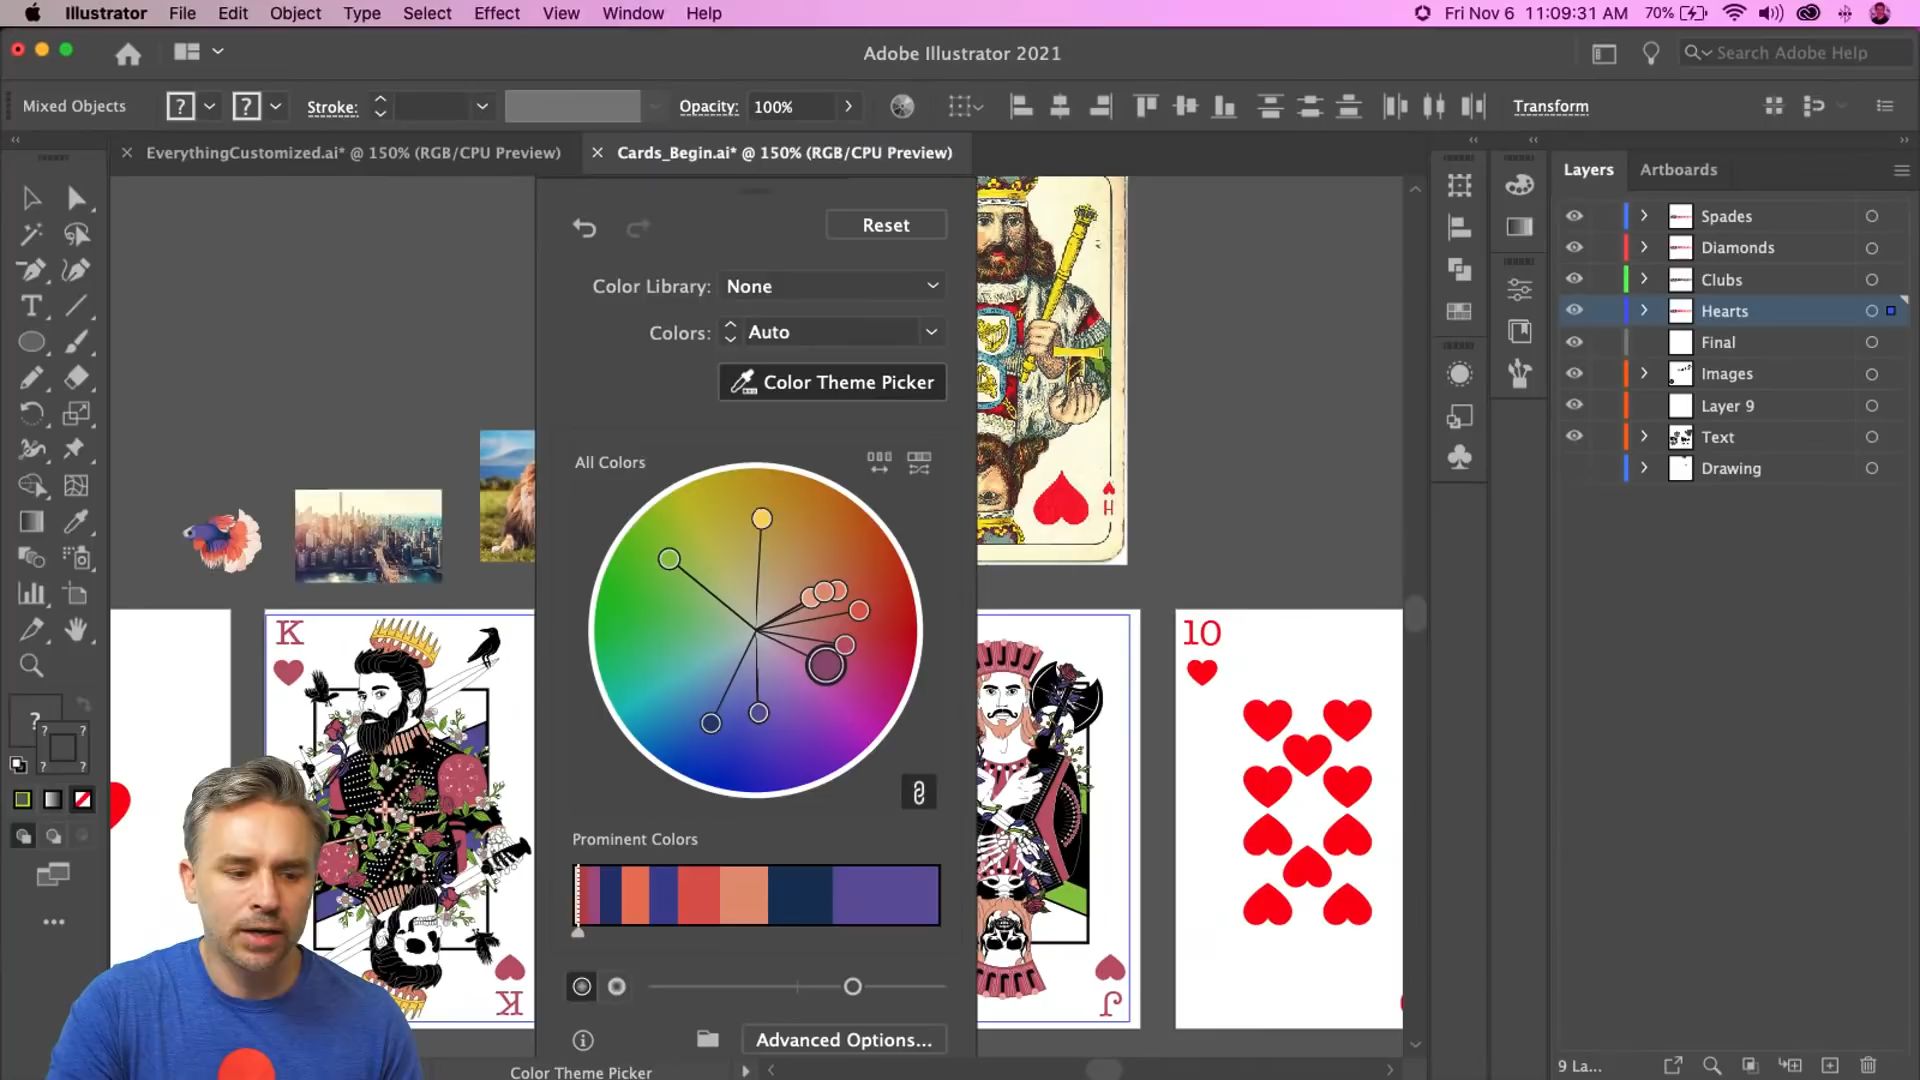 Illustrator File Edit Object Type Select Effect View Window Help
Fri Nov 6 11:09:31 AM 70%
Adobe Illustrator 2021
Search Adobe Help
Mixed Objects ? ? Stroke: Opacity: 100% Transform
× EverythingCustomized.ai* @ 150% (RGB/CPU Preview) × Cards_Begin.ai* @ 150% (RGB/CPU Preview)
Layers Artboards
Reset
Color Library: None
Colors: Auto
Color Theme Picker
All Colors
Prominent Colors
Advanced Options...
Color Theme Picker
Spades
Diamonds
Clubs
Hearts
Final
Images
Layer 9
Text
Drawing
9 La...
K
K
J
10
H
?
? ?
? ?